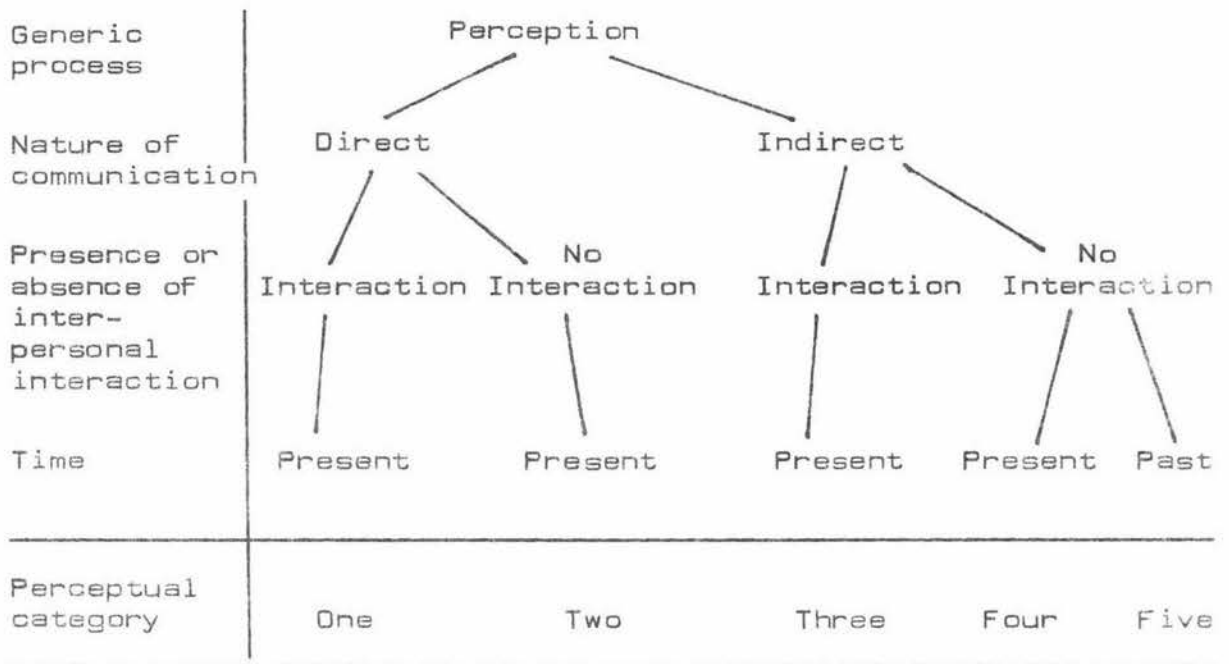 Generic
process
Perception
Nature of
communication
Direct
Indirect
Presence or
absence of
inter-
personal
interaction
Interaction
No
Interaction
Interaction
No
Interaction
Time
Present
Present
Present
Present
Past
Perceptual
category
One
Two
Three
Four
Five